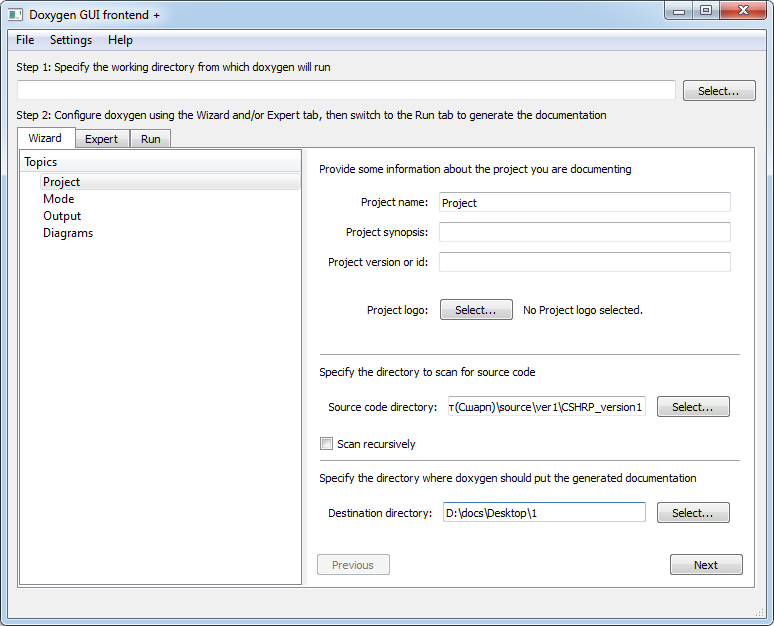 Doxygen GUI frontend +
File Settings Help
Step 1: Specify the working directory from which doxygen will run
Select...
Step 2: Configure doxygen using the Wizard and/or Expert tab, then switch to the Run tab to generate the documentation
Wizard Expert Run
Topics
Project
Mode
Output
Diagrams
Provide some information about the project you are documenting
Project name: Project
Project synopsis:
Project version or id:
Project logo: Select... No Project logo selected.
Specify the directory to scan for source code
Source code directory: т(Сшарп)\source\ver1\CSHRP_version1 Select...
Scan recursively
Specify the directory where doxygen should put the generated documentation
Destination directory: D:\docs\Desktop\1 Select...
Previous Next